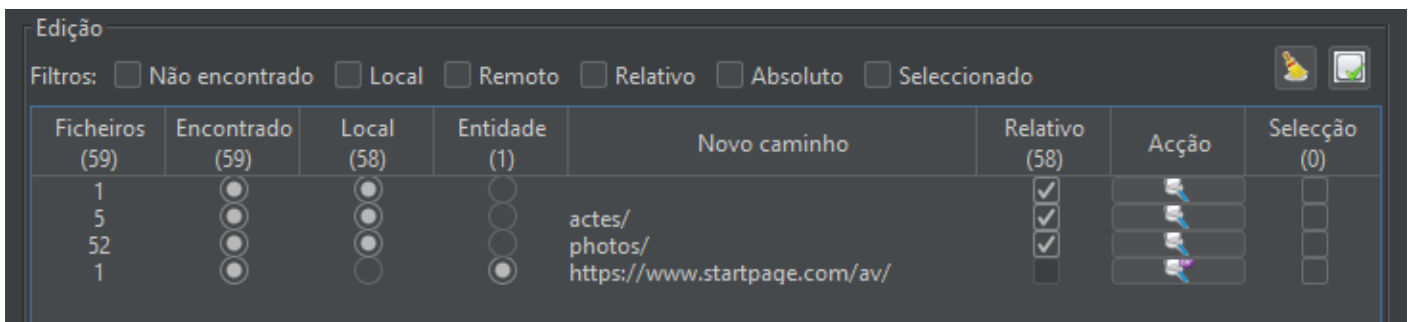 Edição
Filtros: Não encontrado Local Remoto Relativo Absoluto Seleccionado
Ficheiros (59) Encontrado (59) Local (58) Entidade (1) Novo caminho Relativo (58) Acção Selecção (0)
1
5 actes/
52 photos/
1 https://www.startpage.com/av/